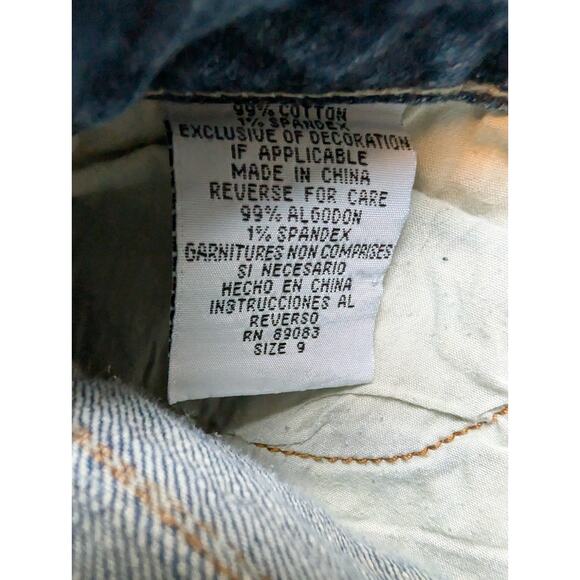 99% COTTON
1% SPANDEX
EXCLUSIVE OF DECORATION
IF APPLICABLE
MADE IN CHINA
REVERSE FOR CARE
99% ALGODON
1% SPANDEX
GARNITURES NON COMPRISES
SI NECESARIO
HECHO EN CHINA
INSTRUCCIONES AL
REVERSO
RN 89083
SIZE 9